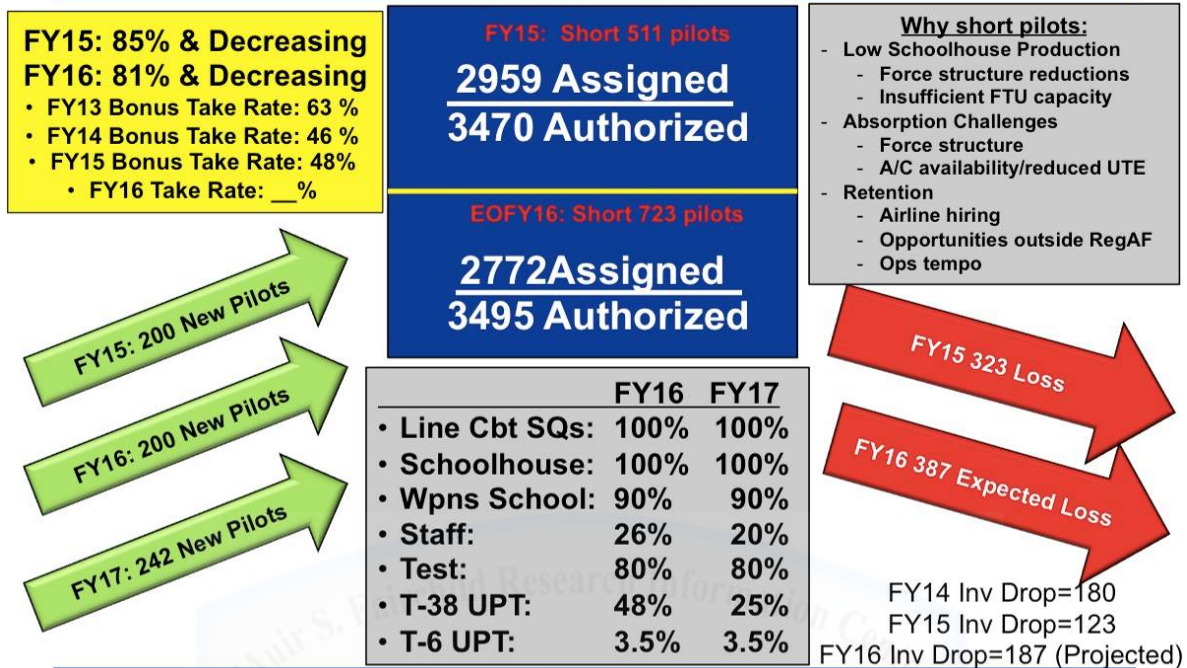 FY15: 85% & Decreasing
FY16: 81% & Decreasing
• FY13 Bonus Take Rate: 63 %
• FY14 Bonus Take Rate: 46 %
• FY15 Bonus Take Rate: 48%
• FY16 Take Rate: __%
FY15: Short 511 pilots
2959 Assigned
3470 Authorized
EOFY16: Short 723 pilots
2772Assigned
3495 Authorized
Why short pilots:
- Low Schoolhouse Production
- Force structure reductions
- Insufficient FTU capacity
- Absorption Challenges
- Force structure
- A/C availability/reduced UTE
- Retention
- Airline hiring
- Opportunities outside RegAF
- Ops tempo
FY15: 200 New Pilots
FY16: 200 New Pilots
FY17: 242 New Pilots
FY16 FY17
• Line Cbt SQs: 100% 100%
• Schoolhouse: 100% 100%
• Wpns School: 90% 90%
• Staff: 26% 20%
• Test: 80% 80%
• T-38 UPT: 48% 25%
• T-6 UPT: 3.5% 3.5%
FY15 323 Loss
FY16 387 Expected Loss
FY14 Inv Drop=180
FY15 Inv Drop=123
FY16 Inv Drop=187 (Projected)
Muir S. Research Information